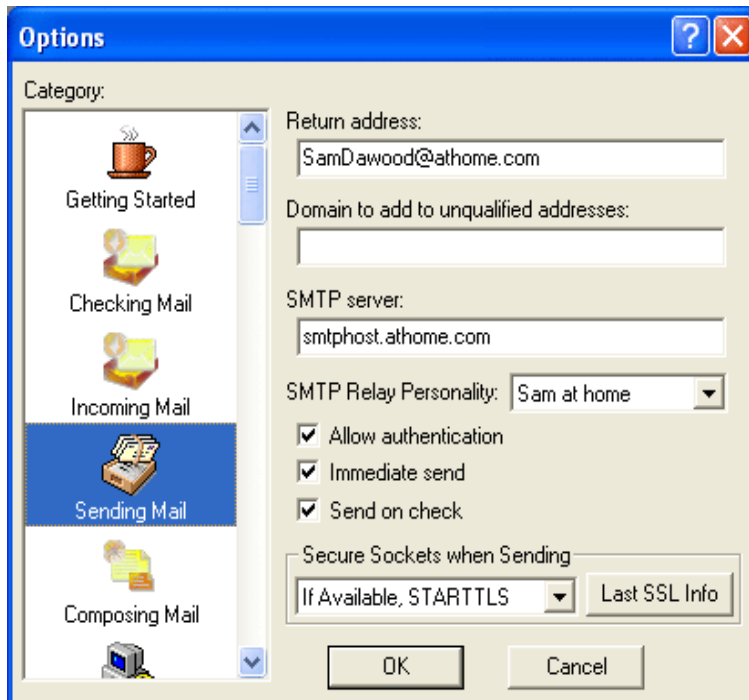 Options
Category:
Getting Started
Checking Mail
Incoming Mail
Sending Mail
Composing Mail
Return address:
SamDawood@athome.com
Domain to add to unqualified addresses:
SMTP server:
smtphost.athome.com
SMTP Relay Personality: Sam at home
Allow authentication
Immediate send
Send on check
Secure Sockets when Sending
If Available, STARTTLS Last SSL Info
OK Cancel